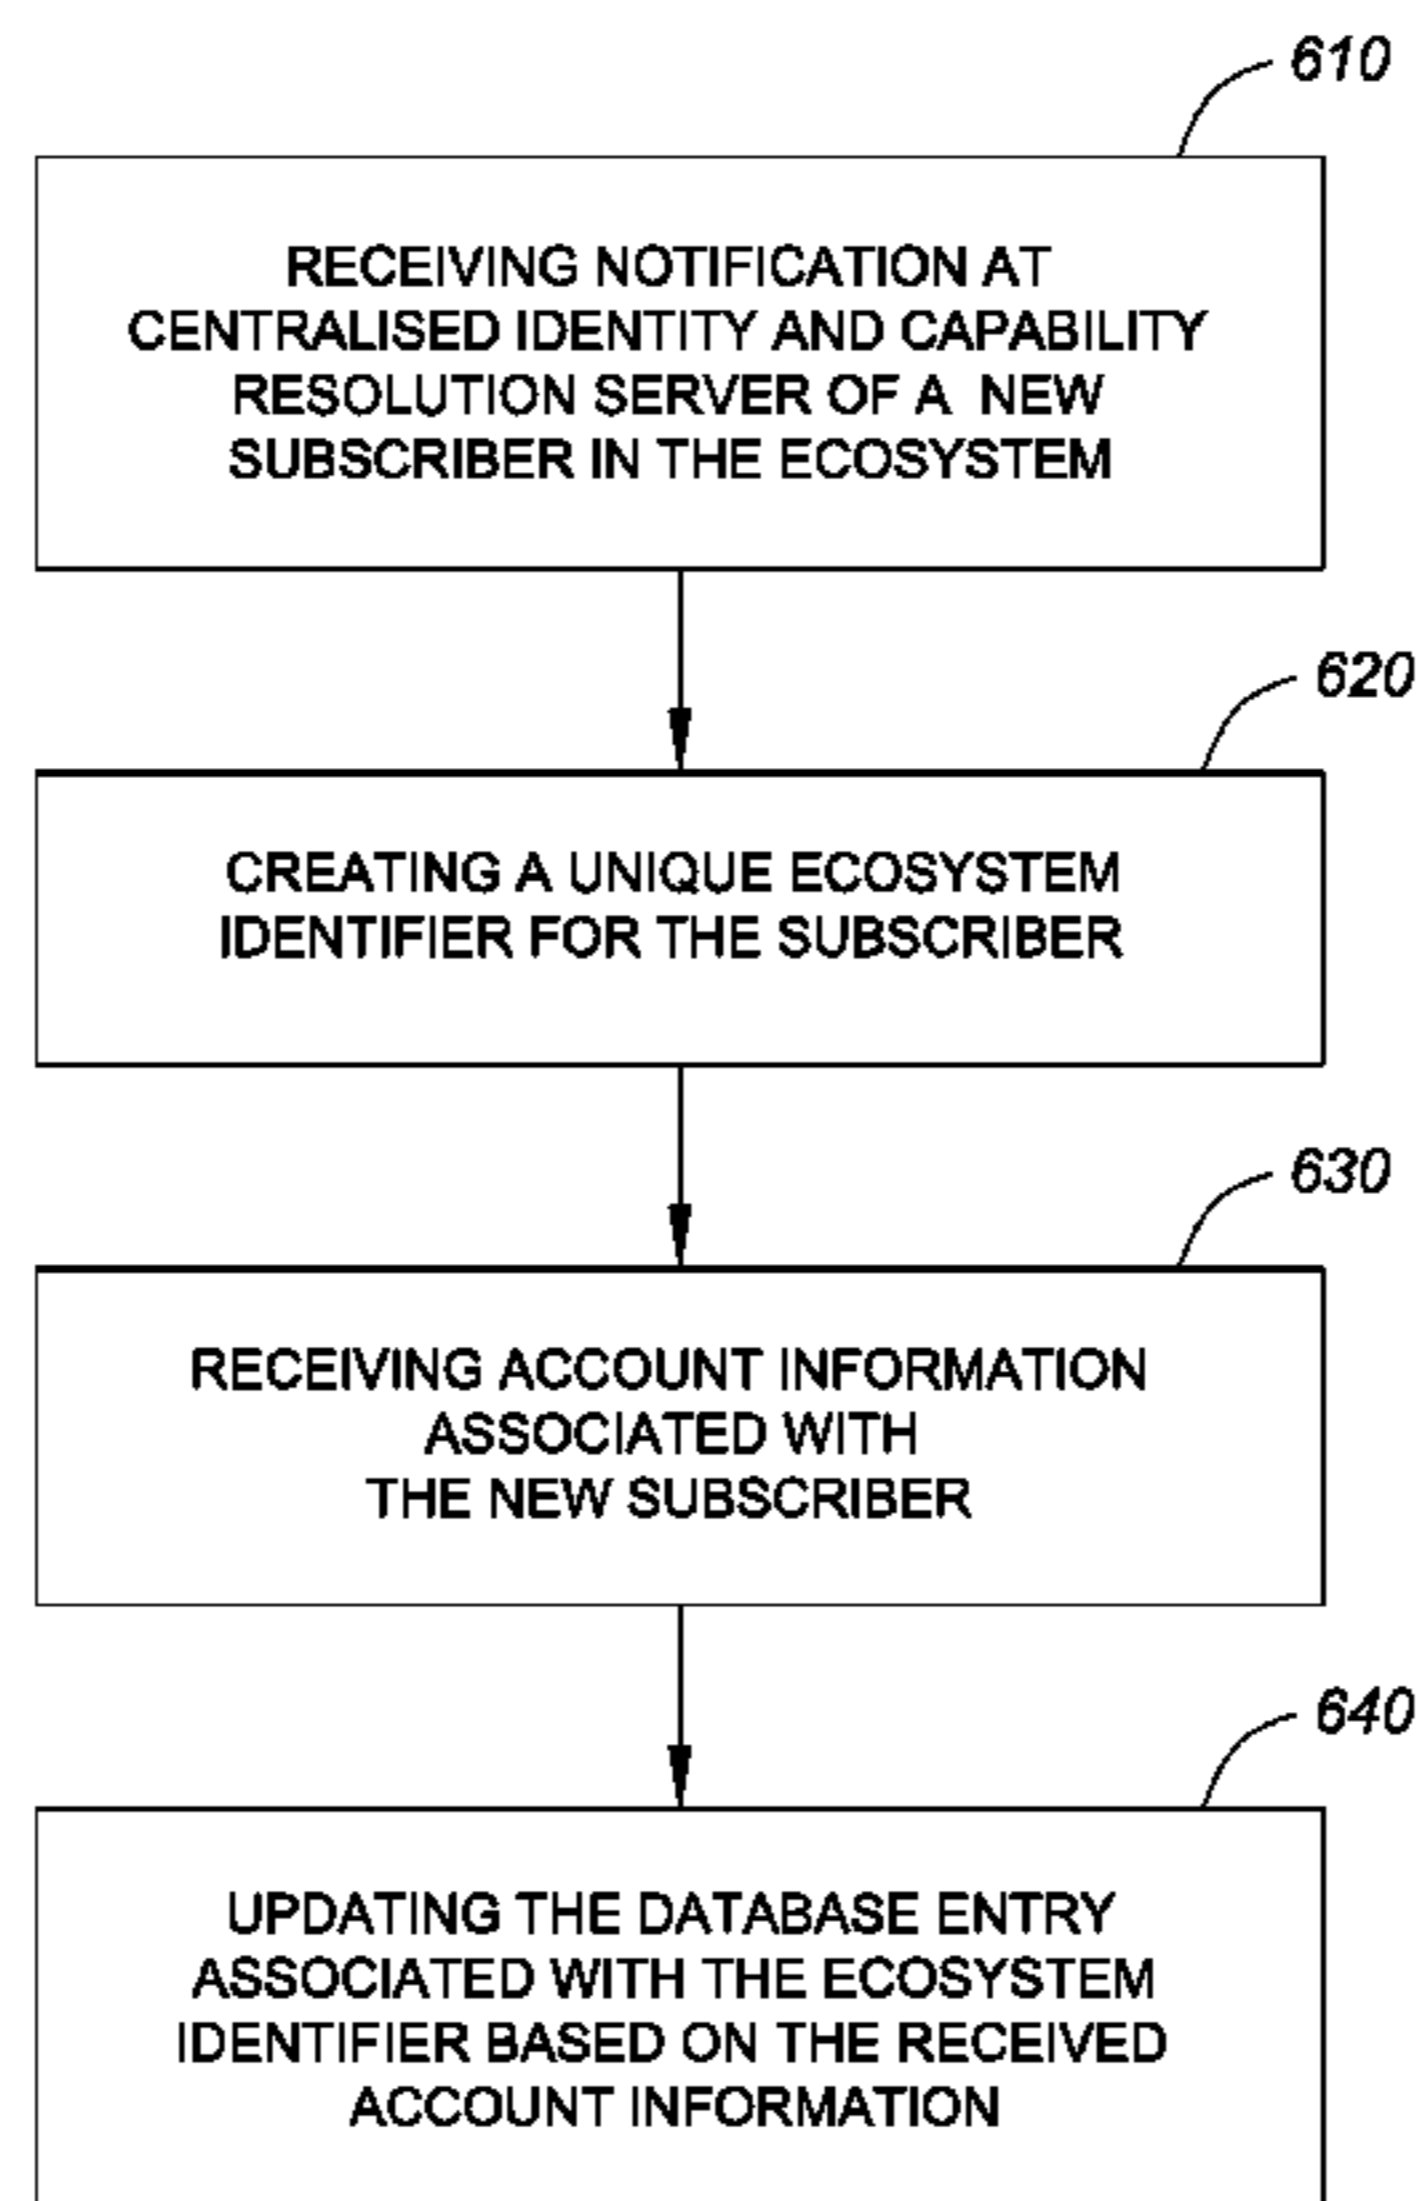 610
RECEIVING NOTIFICATION AT
CENTRALISED IDENTITY AND CAPABILITY
RESOLUTION SERVER OF A NEW
SUBSCRIBER IN THE ECOSYSTEM
620
CREATING A UNIQUE ECOSYSTEM
IDENTIFIER FOR THE SUBSCRIBER
630
RECEIVING ACCOUNT INFORMATION
ASSOCIATED WITH
THE NEW SUBSCRIBER
640
UPDATING THE DATABASE ENTRY
ASSOCIATED WITH THE ECOSYSTEM
IDENTIFIER BASED ON THE RECEIVED
ACCOUNT INFORMATION